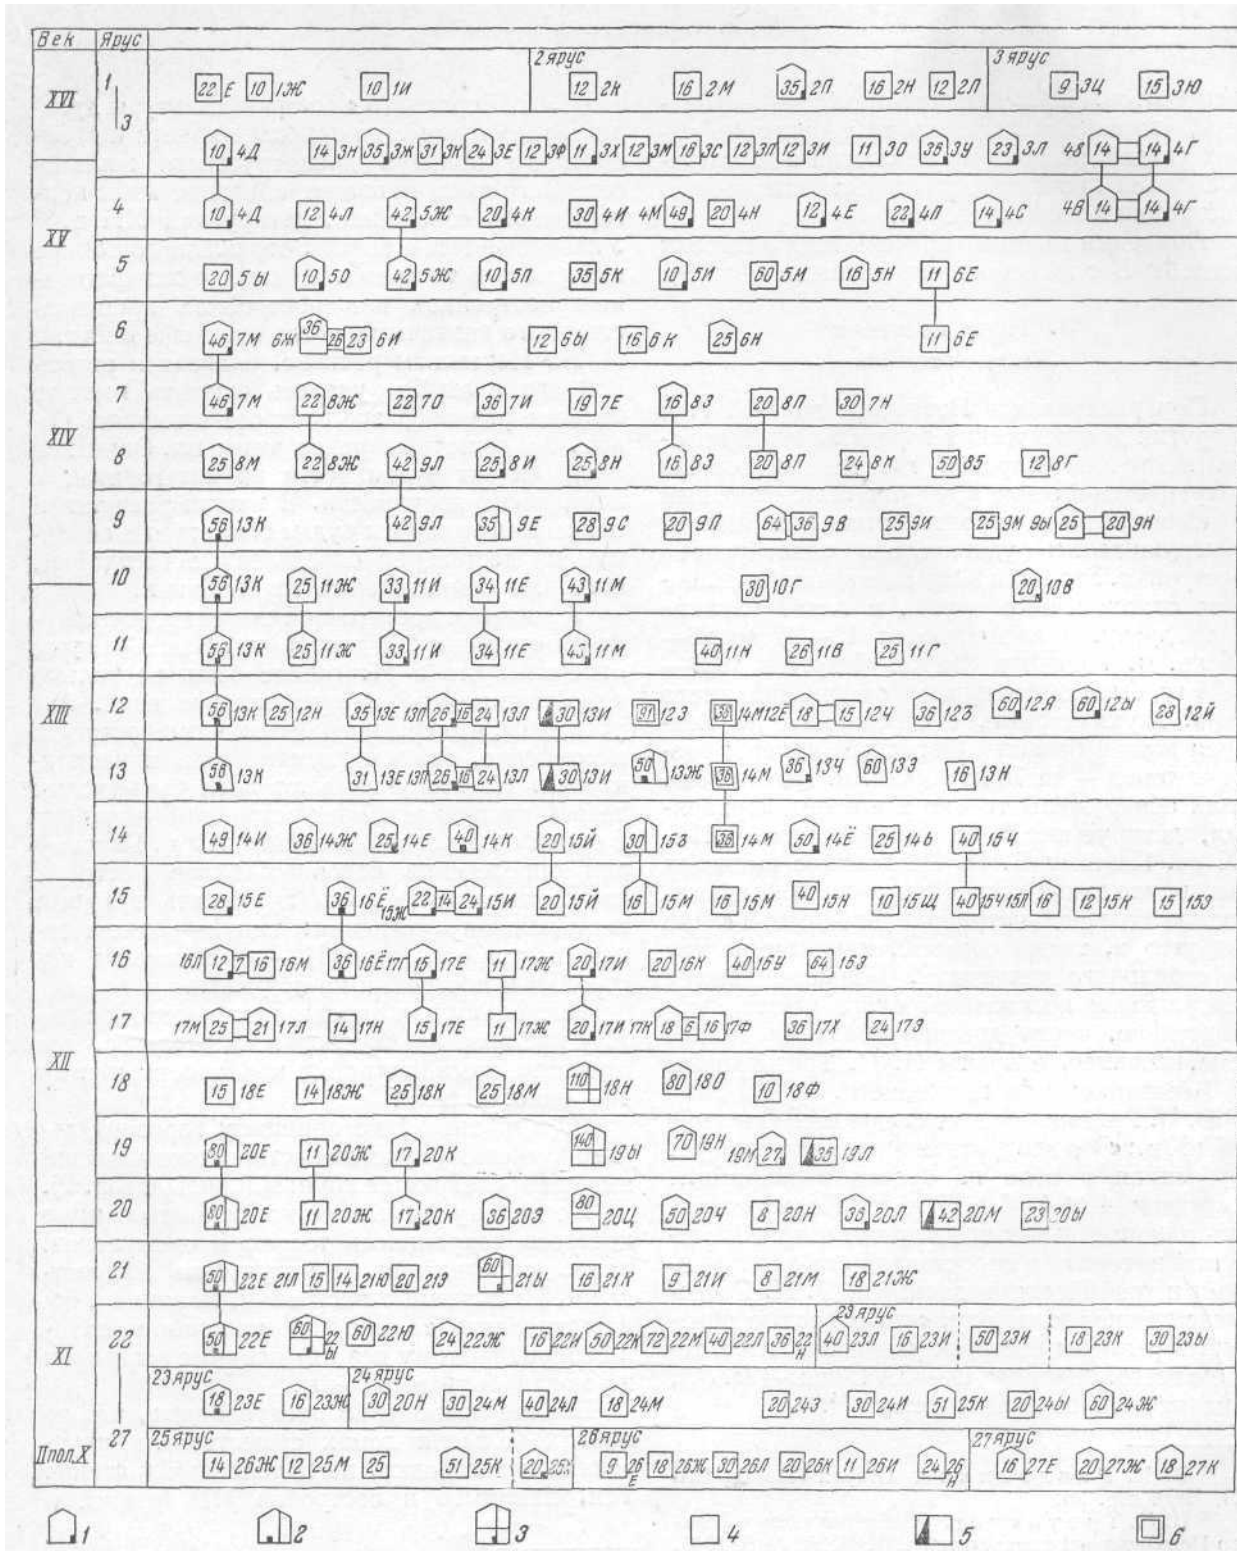 Век Ярус
2 ярус 3 ярус
XVI 1 3
22 Е 10 1Ж 10 1И 12 2К 16 2М 35 2П 16 2Н 12 2Л 9 3Ц 15 3Ю
10 4Д 14 3Н 35 3Ж 31 3К 24 3Е 12 3Ф 11 3Х 12 3М 16 3С 12 3П 12 3И 11 3О 36 3У 23 3Л 4В 14 14 4Г
XV
4 10 4Д 12 4Л 42 5Ж 20 4К 30 4И 4М 49 20 4Н 12 4Е 22 4П 14 4С 4В 14 14 4Г
5 20 5Ы 10 5О 42 5Ж 10 5П 35 5К 10 5И 60 5М 16 5Н 11 6Е
6 46 7М 6Ж 36 26 23 6И 12 6Ы 16 6К 25 6Н 11 6Е
XIV
7 46 7М 22 8Ж 22 7О 36 7И 19 7Е 16 8З 20 8П 30 7Н
8 25 8М 22 8Ж 42 9Л 25 8И 25 8Н 16 8З 20 8П 24 8К 50 8Б 12 8Г
9 56 13К 42 9Л 35 9Е 28 9С 20 9П 64 36 9В 25 9И 25 9М 9Ы 25 20 9Н
10 56 13К 25 11Ж 33 11И 34 11Е 43 11М 30 10Г 20 10В
XIII
11 56 13К 25 11Ж 33 11И 34 11Е 43 11М 40 11Н 26 11В 25 11Г
12 56 13К 25 12Н 35 13Е 13П 26 16 24 13Л 30 13И 12Э 14М 12Ё 18 15 12Ч 36 12З 60 12Я 60 12Ы 28 12Й
13 56 13К 31 13Е 13П 26 16 24 13Л 30 13И 50 13Ж 36 14М 36 13Ч 60 13Э 16 13Н
14 49 14И 36 14Ж 25 14Е 40 14К 20 15Й 30 15З 36 14М 50 14Ё 25 14Ь 40 15Ч
XII
15 28 15Е 36 16Ё 15Ж 22 14 24 15И 20 15Й 16 15М 16 15М 40 15Н 10 15Щ 40 15Ч 15Л 16 12 15К 15 15Э
16 16Л 12 7 16 16М 36 16Ё 17Г 15 17Е 11 17Ж 20 17И 20 16К 40 16У 64 16Э
17 17М 25 21 17Л 14 17Н 15 17Е 11 17Ж 20 17И 17К 18 6 16 17Ф 36 17Х 24 17Э
18 15 18Е 14 18Ж 25 18К 25 18М 110 18Н 80 18О 10 18Ф
19 80 20Е 11 20Ж 17 20К 140 19Ы 70 19Н 19М 27 35 19Л
20 80 20Е 11 20Ж 17 20К 36 20Э 80 20Ц 50 20Ч 8 20Н 36 20Л 42 20М 23 20Ы
XI
21 50 22Е 21Л 15 14 21Ю 20 21Э 60 21Ы 16 21К 9 21И 8 21М 18 21Ж
23 ярус
22 50 22Е 60 22Ы 60 22Ю 24 22Ж 16 22И 50 22К 72 22М 40 22Л 36 22Н 40 23Л 16 23И 50 23И 18 23К 30 23Ы
23 ярус 24 ярус
18 23Е 16 23Ж 30 20Н 30 24М 40 24Л 18 24М 20 24З 30 24И 51 25К 20 24Ы 60 24Ж
25 ярус 26 ярус 27 ярус
IIпол.X 27 14 26Ж 12 25М 25 51 25К 20 9 26Е 18 26Ж 30 26Л 20 26К 11 26И 24 26Н 16 27Е 20 27Ж 18 27К
1 2 3 4 5 6